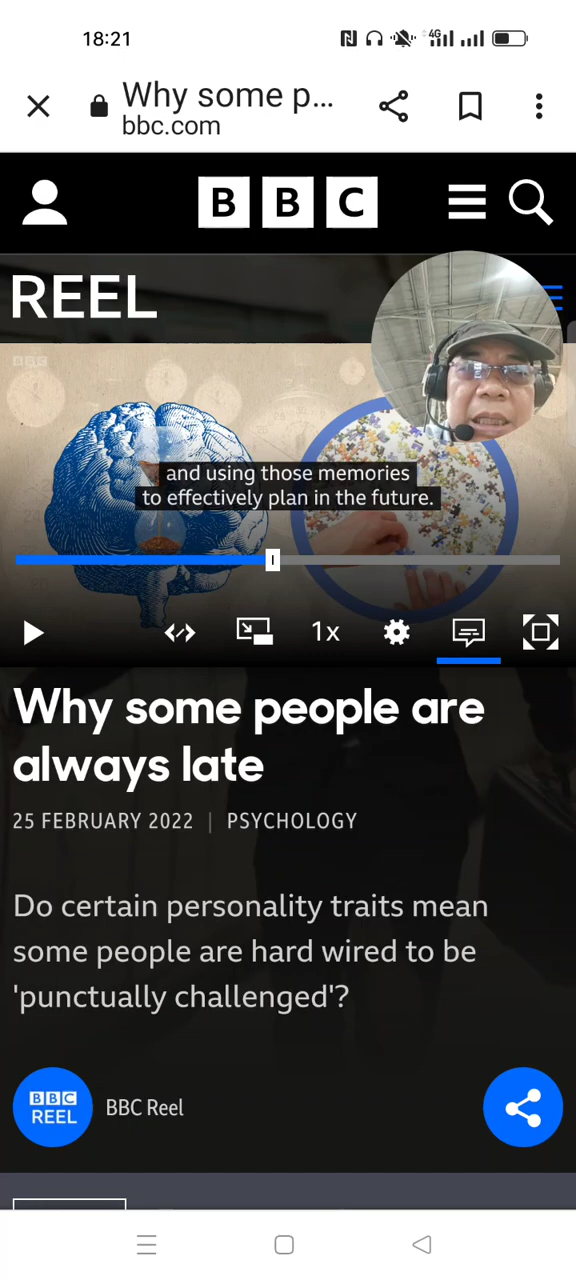 18:21
4G
Why some p...
bbc.com
BBC
REEL
BBC
and using those memories
to effectively plan in the future.
1x
Why some people are
always late
25 FEBRUARY 2022 | PSYCHOLOGY
Do certain personality traits mean
some people are hard wired to be
'punctually challenged'?
BBC
REEL
BBC Reel